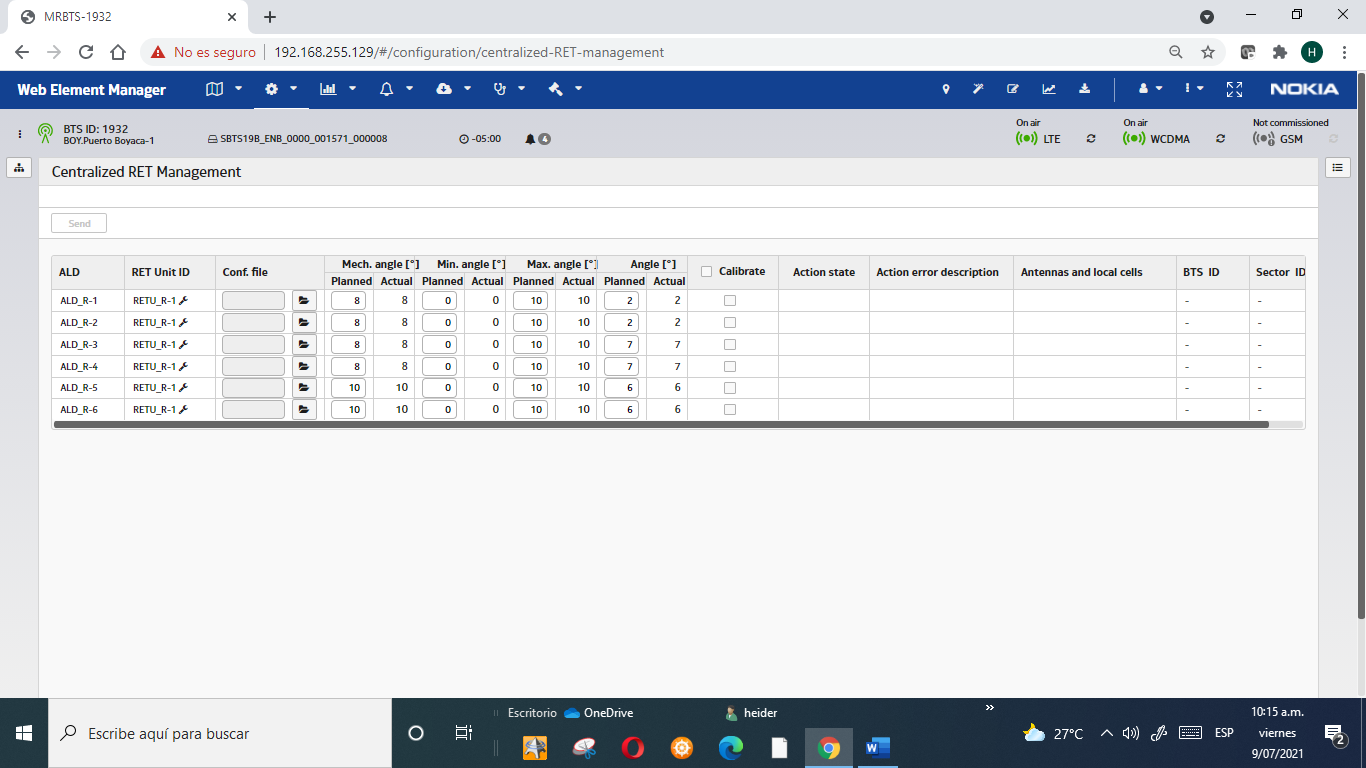 MRBTS-1932
No es seguro 192.168.255.129/#/configuration/centralized-RET-management
H
Web Element Manager
NOKIA
BTS ID: 1932
BOY.Puerto Boyaca-1
SBTS19B_ENB_0000_001571_000008
-05:00
4
On air
LTE
On air
WCDMA
Not commissioned
GSM
Centralized RET Management
Send
ALD RET Unit ID Conf. file Mech. angle [°] Min. angle [°] Max. angle [°] Angle [°] Calibrate Action state Action error description Antennas and local cells BTS ID Sector ID
Planned Actual Planned Actual Planned Actual Planned Actual
ALD_R-1 RETU_R-1 8 8 0 0 10 10 2 2 - -
ALD_R-2 RETU_R-1 8 8 0 0 10 10 2 2 - -
ALD_R-3 RETU_R-1 8 8 0 0 10 10 7 7 - -
ALD_R-4 RETU_R-1 8 8 0 0 10 10 7 7 - -
ALD_R-5 RETU_R-1 10 10 0 0 10 10 6 6 - -
ALD_R-6 RETU_R-1 10 10 0 0 10 10 6 6 - -
Escribe aquí para buscar
Escritorio OneDrive heider
27°C
ESP
10:15 a.m.
viernes
9/07/2021
2